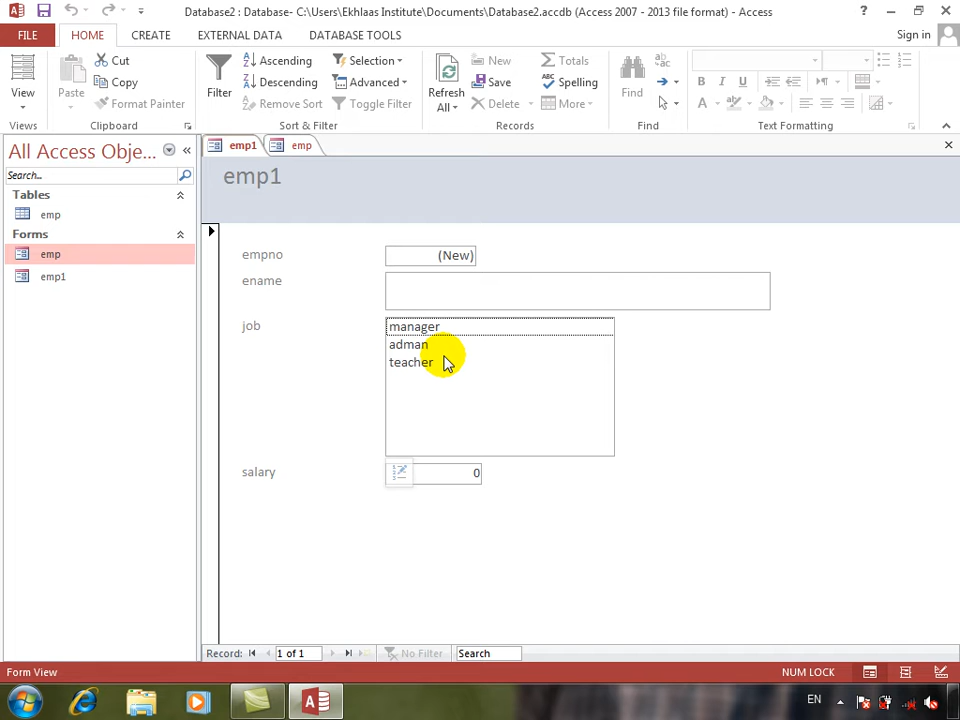 Database2 : Database- C:\Users\Ekhlaas Institute\Documents\Database2.accdb (Access 2007 - 2013 file format) - Access
FILE HOME CREATE EXTERNAL DATA DATABASE TOOLS Sign in
View Paste Cut Copy Format Painter
Filter Ascending Descending Remove Sort Selection Advanced Toggle Filter
Refresh All New Save Delete Totals Spelling More
Find
Views Clipboard Sort & Filter Records Find Text Formatting
B I U
A
All Access Obje...
Search...
Tables
emp
Forms
emp
emp1
emp1 emp
emp1
empno (New)
ename
job manager
adman
teacher
salary 0
Record: 1 of 1 No Filter Search
Form View NUM LOCK
EN